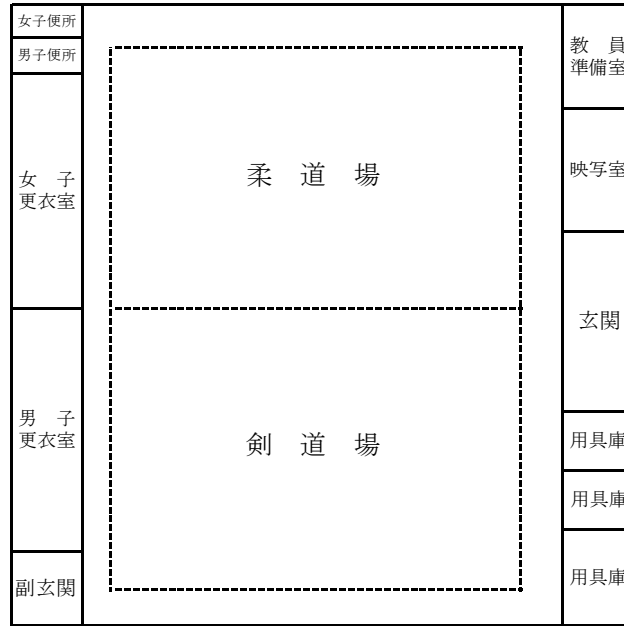 女子便所
男子便所
女　子
更衣室
男　子
更衣室
副玄関
柔　道　場
剣　道　場
教　員
準備室
映写室
玄関
用具庫
用具庫
用具庫